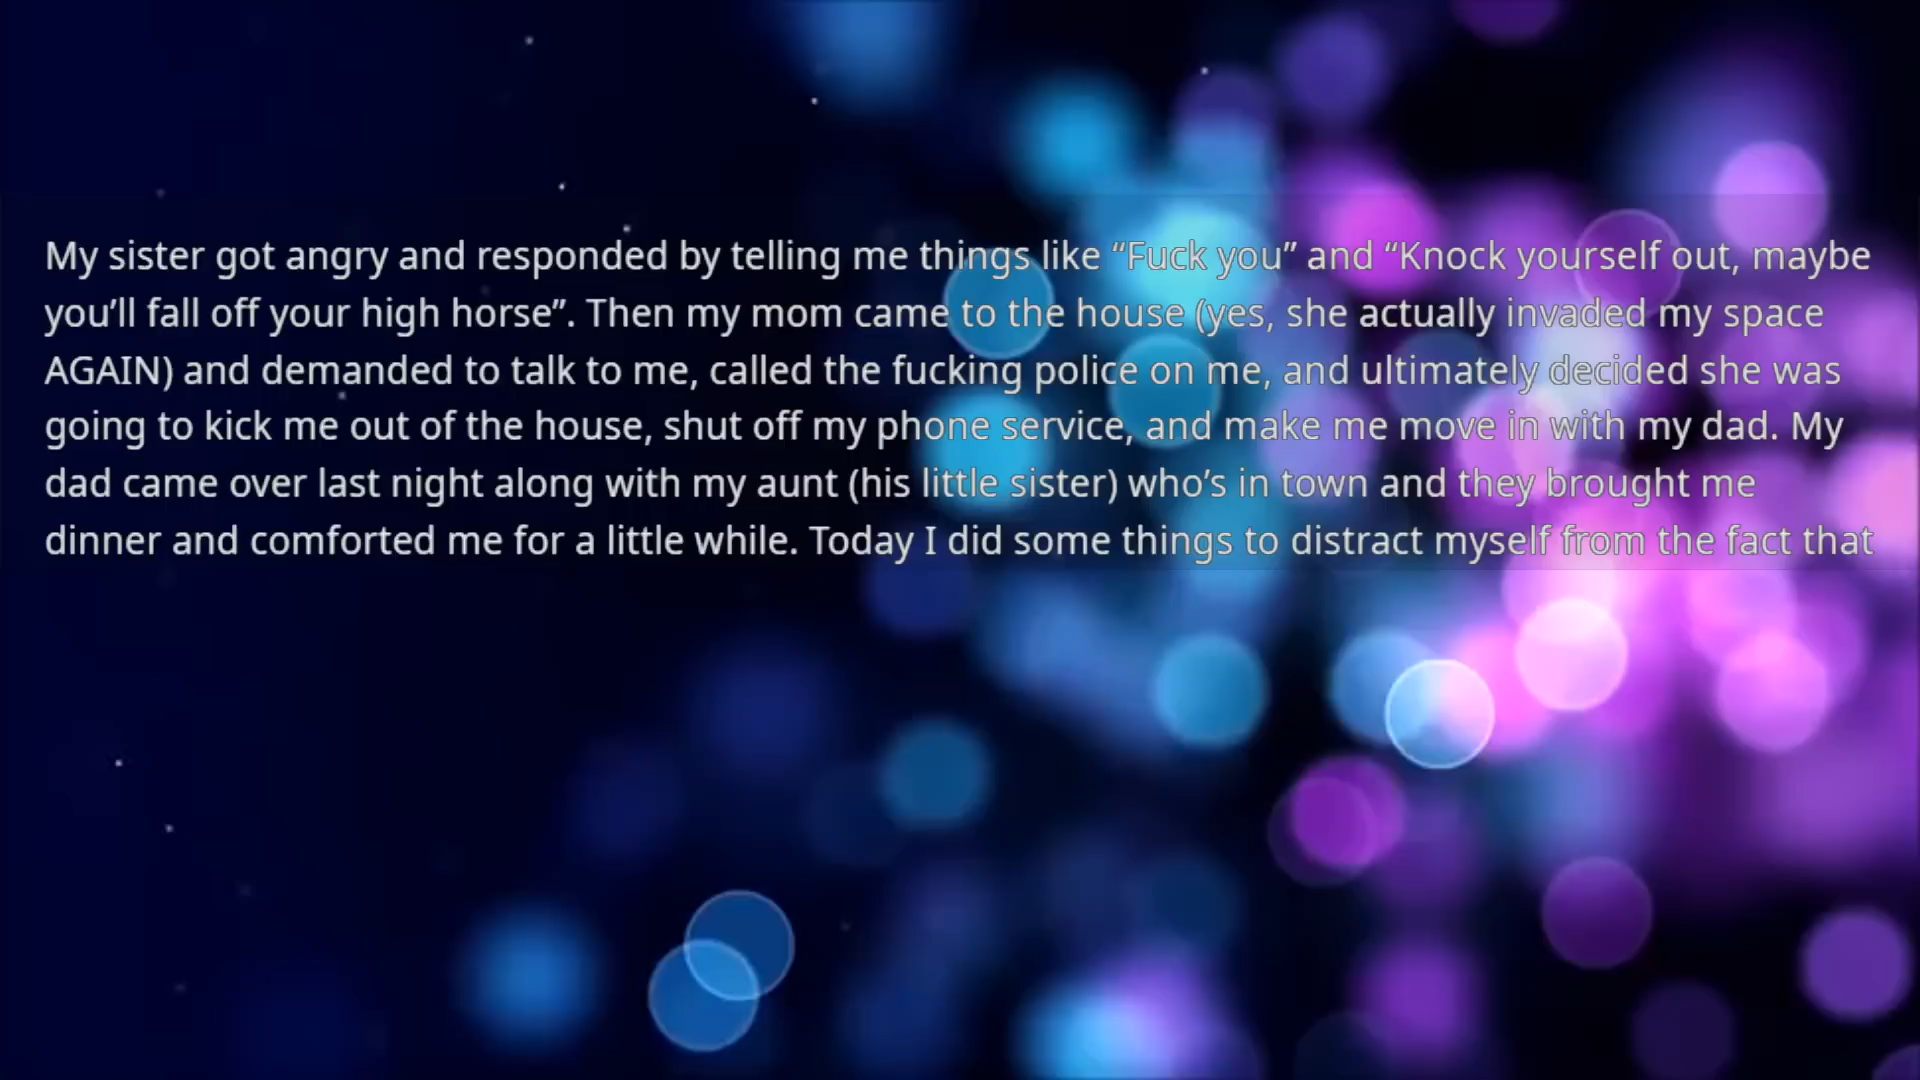 My sister got angry and responded by telling me things like “Fuck you” and “Knock yourself out, maybe
you’ll fall off your high horse”. Then my mom came to the house (yes, she actually invaded my space
AGAIN) and demanded to talk to me, called the fucking police on me, and ultimately decided she was
going to kick me out of the house, shut off my phone service, and make me move in with my dad. My
dad came over last night along with my aunt (his little sister) who’s in town and they brought me
dinner and comforted me for a little while. Today I did some things to distract myself from the fact that